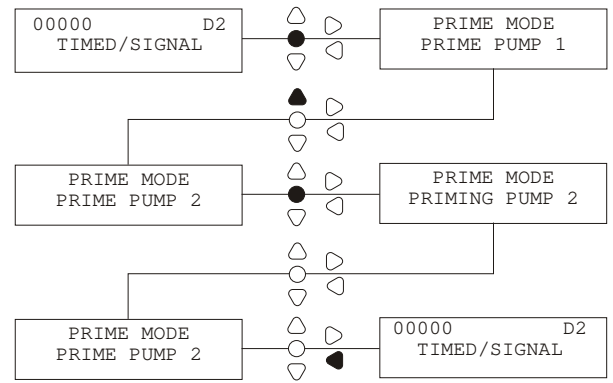 00000 D2
TIMED/SIGNAL
PRIME MODE
PRIME PUMP 1
PRIME MODE
PRIME PUMP 2
PRIME MODE
PRIMING PUMP 2
PRIME MODE
PRIME PUMP 2
00000 D2
TIMED/SIGNAL